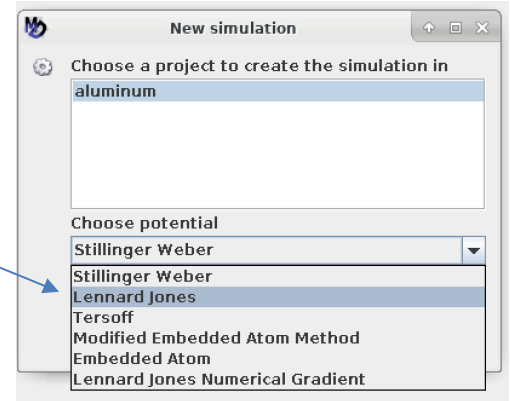 MD
New simulation
Choose a project to create the simulation in
aluminum
Choose potential
Stillinger Weber
Stillinger Weber
Lennard Jones
Tersoff
Modified Embedded Atom Method
Embedded Atom
Lennard Jones Numerical Gradient